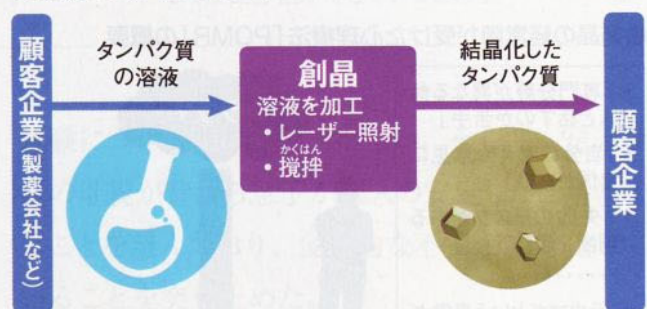 顧客企業（製薬会社など）
タンパク質
の溶液
創晶
溶液を加工
・レーザー照射
かくはん
・攪拌
結晶化した
タンパク質
顧客企業